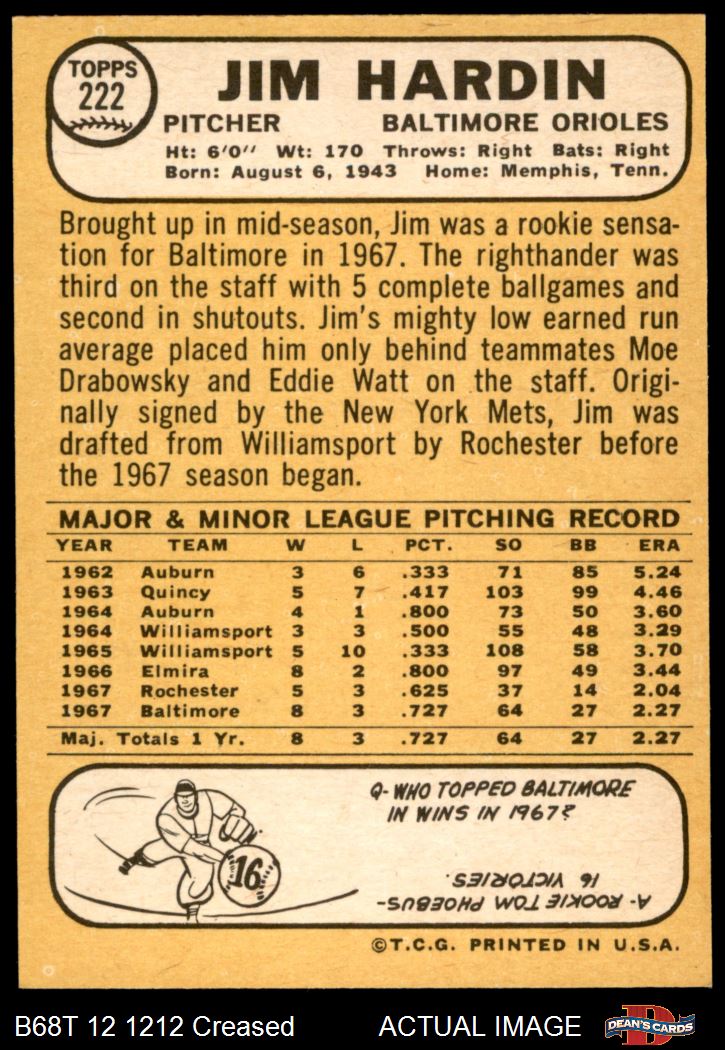 TOPPS
222
JIM HARDIN
PITCHER BALTIMORE ORIOLES
Ht: 6'0" Wt: 170 Throws: Right Bats: Right
Born: August 6, 1943 Home: Memphis, Tenn.
Brought up in mid-season, Jim was a rookie sensa-
tion for Baltimore in 1967. The righthander was
third on the staff with 5 complete ballgames and
second in shutouts. Jim's mighty low earned run
average placed him only behind teammates Moe
Drabowsky and Eddie Watt on the staff. Origi-
nally signed by the New York Mets, Jim was
drafted from Williamsport by Rochester before
the 1967 season began.
MAJOR & MINOR LEAGUE PITCHING RECORD
YEAR TEAM W L PCT. SO BB ERA
1962 Auburn 3 6 .333 71 85 5.24
1963 Quincy 5 7 .417 103 99 4.46
1964 Auburn 4 1 .800 73 50 3.60
1964 Williamsport 3 3 .500 55 48 3.29
1965 Williamsport 5 10 .333 108 58 3.70
1966 Elmira 8 2 .800 97 49 3.44
1967 Rochester 5 3 .625 37 14 2.04
1967 Baltimore 8 3 .727 64 27 2.27
Maj. Totals 1 Yr. 8 3 .727 64 27 2.27
Q- WHO TOPPED BALTIMORE
IN WINS IN 1967?
16
A- ROOKIE TOM PHOEBUS-
16 VICTORIES.
©T.C.G. PRINTED IN U.S.A.
B68T 12 1212 Creased ACTUAL IMAGE
D
DEAN'S CARDS